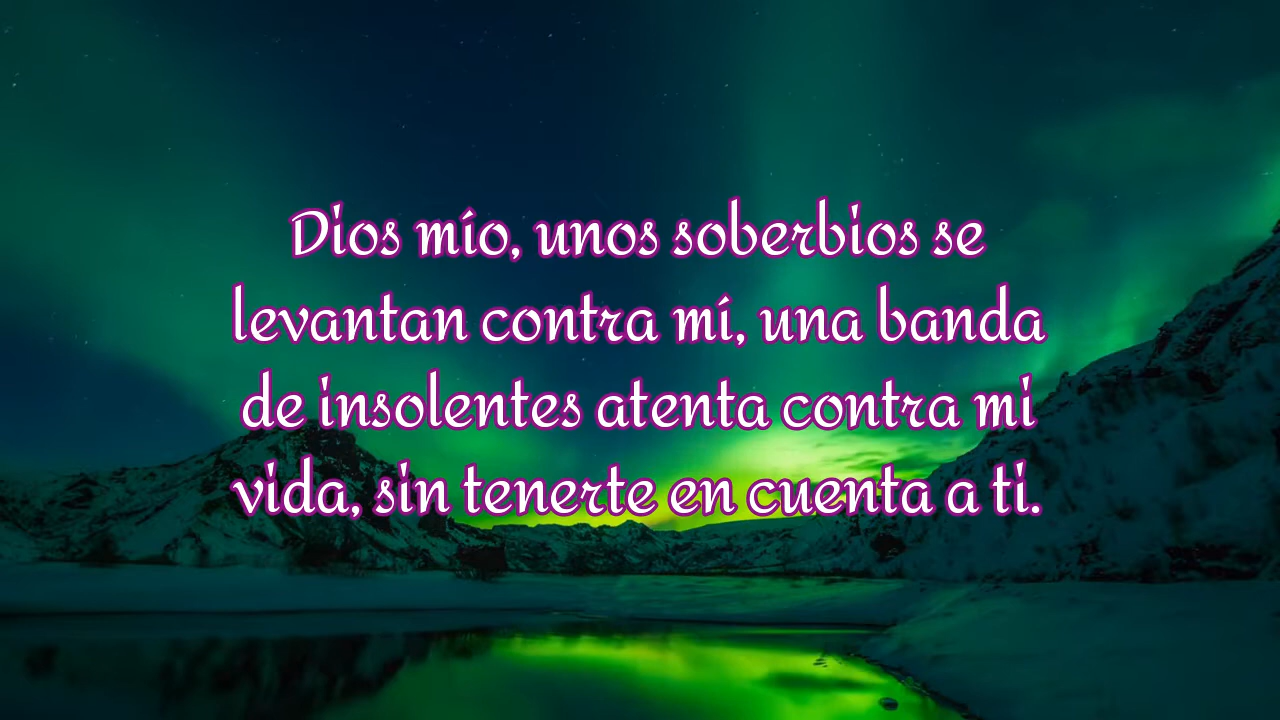 Dios mío, unos soberbios se
levantan contra mí, una banda
de insolentes atenta contra mi
vida, sin tenerte en cuenta a ti.